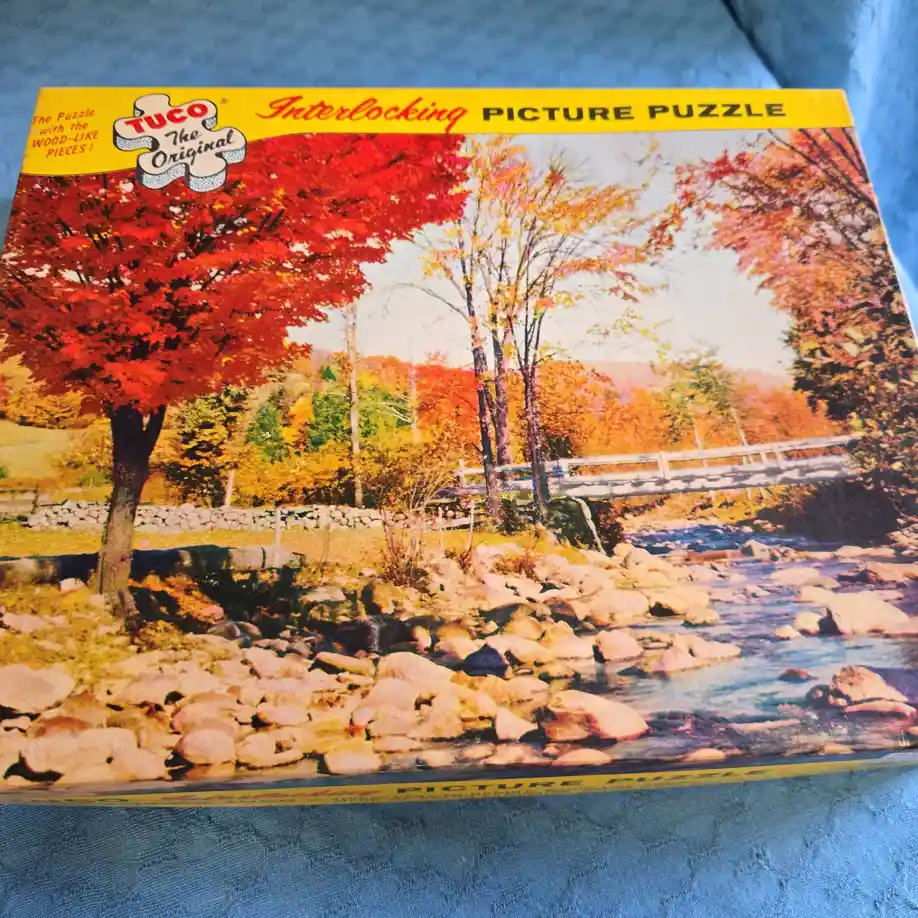 The Puzzle
with the
WOOD-LIKE
PIECES!
TUCO ®
The
Original
Interlocking PICTURE PUZZLE
PICTURE PUZZLE